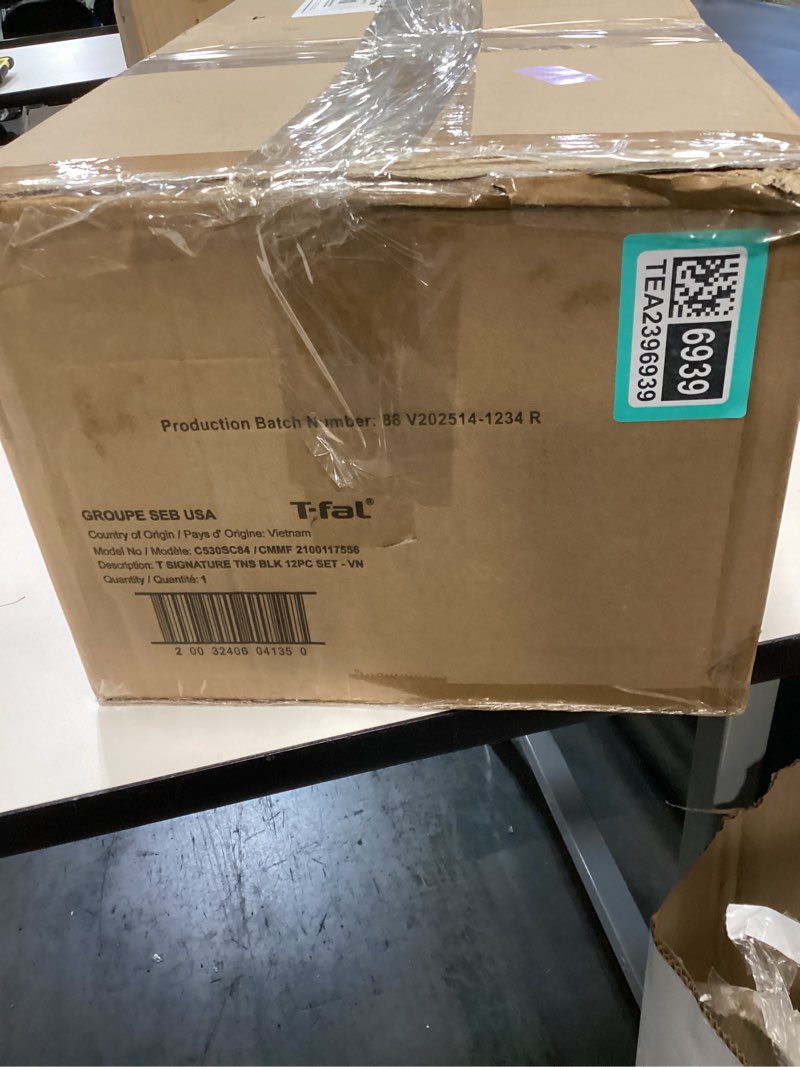 TEA2396939
6939
Production Batch Number: 88 V202514-1234 R
GROUPE SEB USA
T-faL®
Country of Origin / Pays d' Origine: Vietnam
Model No / Modèle: C530SC84 / CMMF 2100117556
Description: T SIGNATURE TNS BLK 12PC SET - VN
Quantity / Quantité: 1
2 00 32406 04135 0